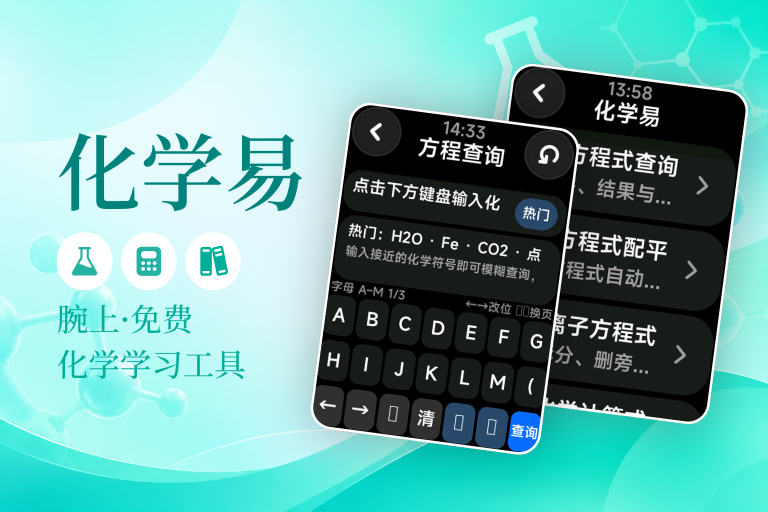 化学易
腕上·免费
化学学习工具
14:33
方程查询
点击下方键盘输入化
热门
热门：H2O · Fe · CO2 · 点
输入接近的化学符号即可模糊查询，
字母 A-M 1/3
←→改位 换页
A B C D E F G
H I J K L M (
← → 清 查询
13:58
化学易
方程式查询
、结果与...
方程式配平
程式自动...
离子方程式
分、删旁...